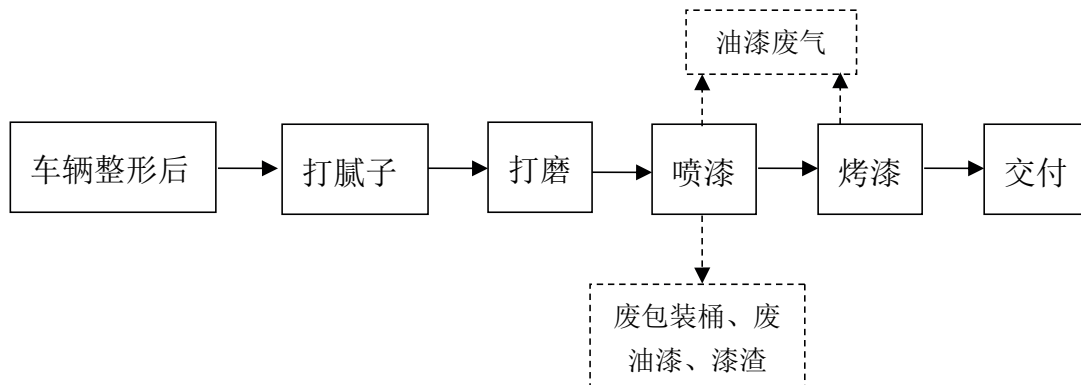 油漆废气
车辆整形后
打腻子
打磨
喷漆
烤漆
交付
废包装桶、废
油漆、漆渣